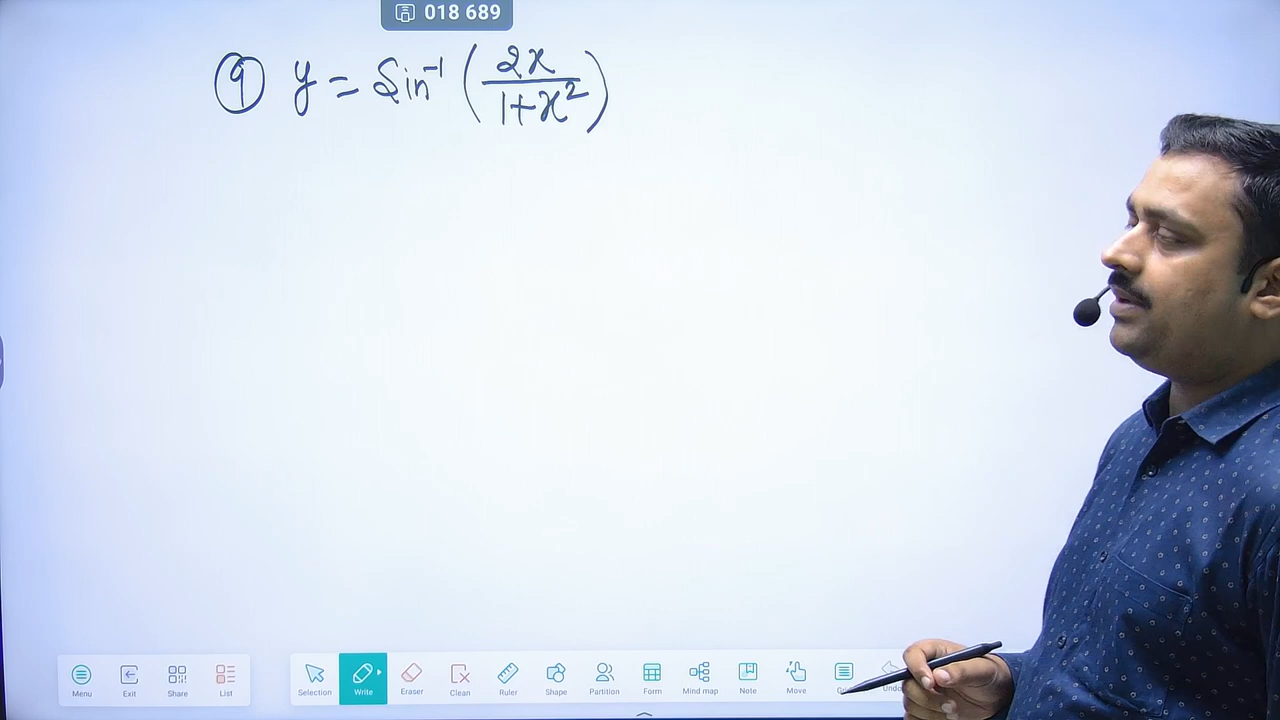 018 689
9 y = Sin⁻¹ (2x / 1+x²)
Menu Exit Share List Selection Write Eraser Clean Ruler Shape Partition Form Mind map Note Move Undo